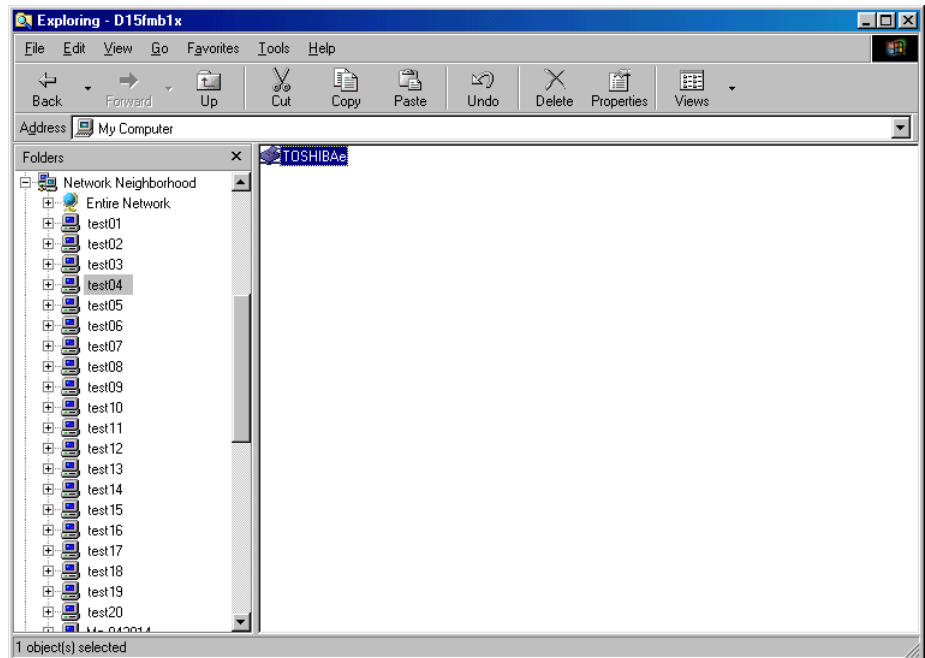 Exploring - D15fmb1x
File Edit View Go Favorites Tools Help
Back Forward Up Cut Copy Paste Undo Delete Properties Views
Address My Computer
Folders
TOSHIBAe
Network Neighborhood
Entire Network
test01
test02
test03
test04
test05
test06
test07
test08
test09
test10
test11
test12
test13
test14
test15
test16
test17
test18
test19
test20
1 object(s) selected